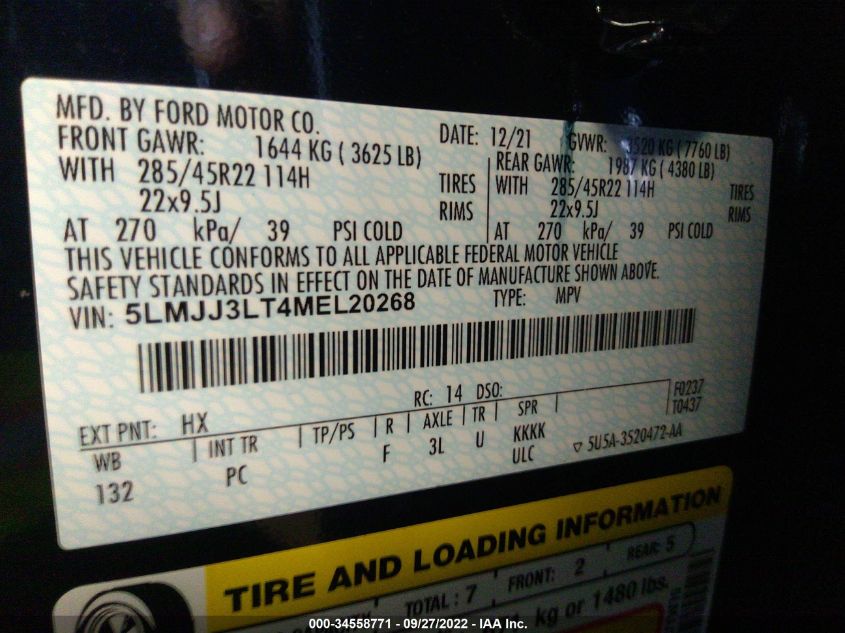 MFD. BY FORD MOTOR CO.
DATE: 12/21 GVWR: 3520 KG ( 7760 LB)
FRONT GAWR: 1644 KG ( 3625 LB) REAR GAWR: 1987 KG ( 4380 LB)
WITH 285/45R22 114H TIRES WITH 285/45R22 114H TIRES
22x9.5J RIMS 22x9.5J RIMS
AT 270 kPa/ 39 PSI COLD AT 270 kPa/ 39 PSI COLD
THIS VEHICLE CONFORMS TO ALL APPLICABLE FEDERAL MOTOR VEHICLE
SAFETY STANDARDS IN EFFECT ON THE DATE OF MANUFACTURE SHOWN ABOVE.
VIN: 5LMJJ3LT4MEL20268 TYPE: MPV
EXT PNT: HX RC: 14 DSO: F0237
T0437
WB INT TR TP/PS R AXLE TR SPR
132 PC F 3L U KKKK
ULC 5U5A-3520472-AA
TIRE AND LOADING INFORMATION
TOTAL : 7 FRONT: 2 REAR: 5
kg or 1480 lbs.
000-34558771 - 09/27/2022 - IAA Inc.